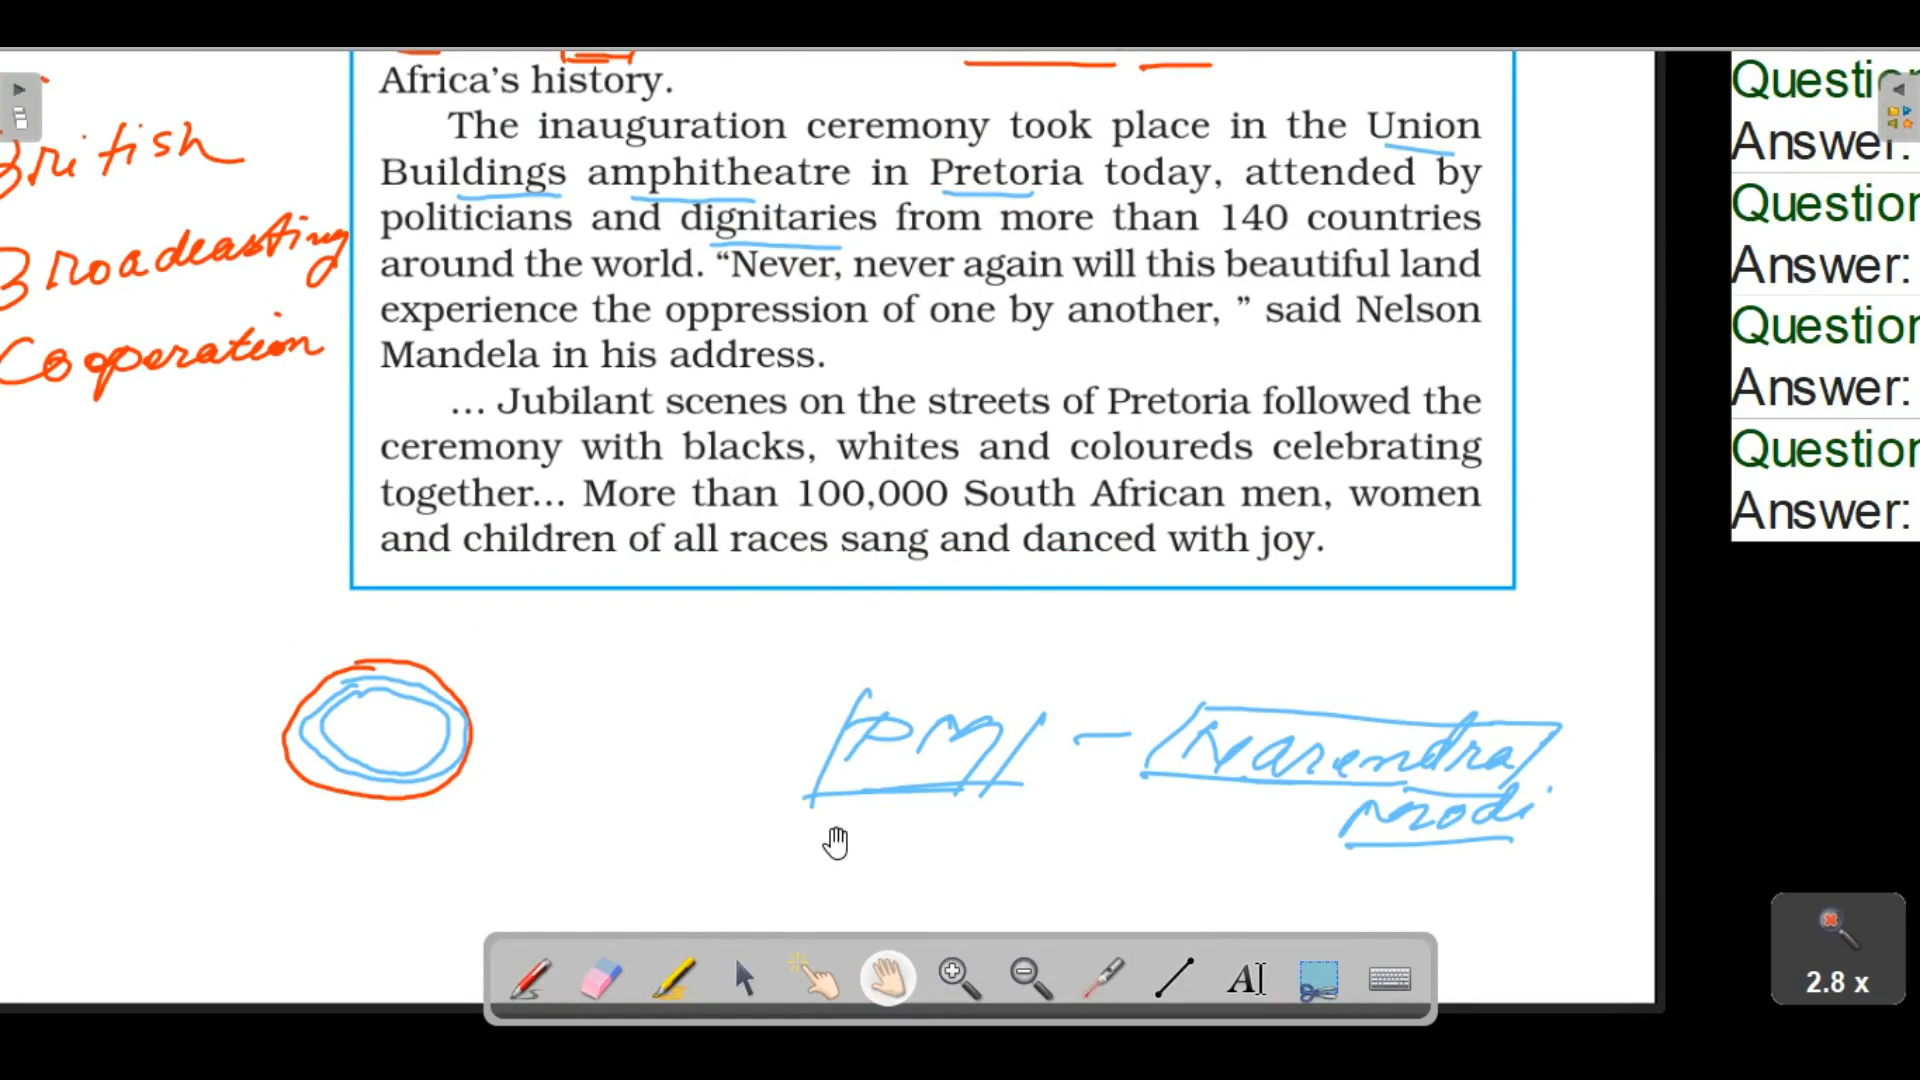 Africa’s history.
The inauguration ceremony took place in the Union
Buildings amphitheatre in Pretoria today, attended by
politicians and dignitaries from more than 140 countries
around the world. “Never, never again will this beautiful land
experience the oppression of one by another, ” said Nelson
Mandela in his address.
... Jubilant scenes on the streets of Pretoria followed the
ceremony with blacks, whites and coloureds celebrating
together... More than 100,000 South African men, women
and children of all races sang and danced with joy.
British
Broadcasting
Cooperation
PM - Narendra
modi
Answer:
Question
Answer:
Question
Answer:
Question
Answer:
2.8 x